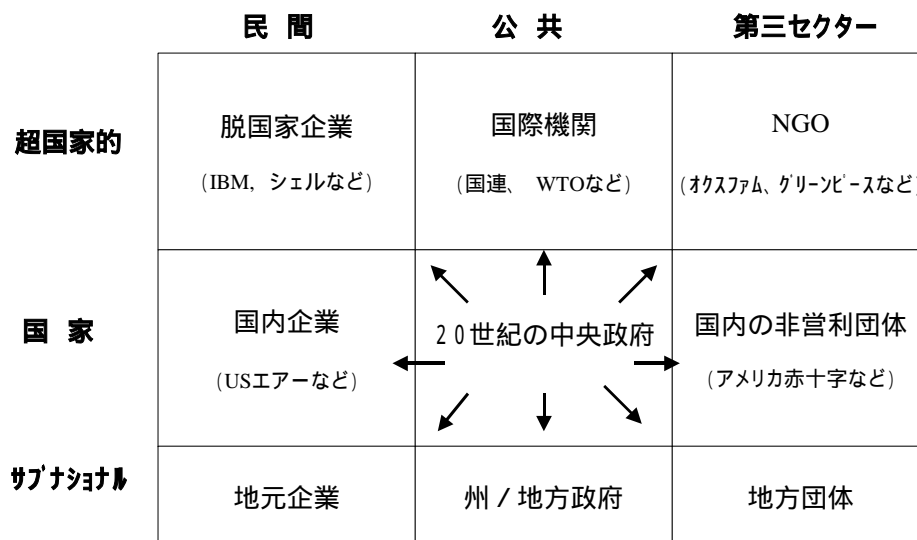 民 間 公 共 第三セクター
超国家的
脱国家企業 国際機関 NGO
(IBM, シェルなど) (国連、 WTOなど) (オクスファム、グリーンピースなど)
国 家
国内企業 20世紀の中央政府 国内の非営利団体
(USエアーなど) (アメリカ赤十字など)
サブナショナル
地元企業 州/地方政府 地方団体